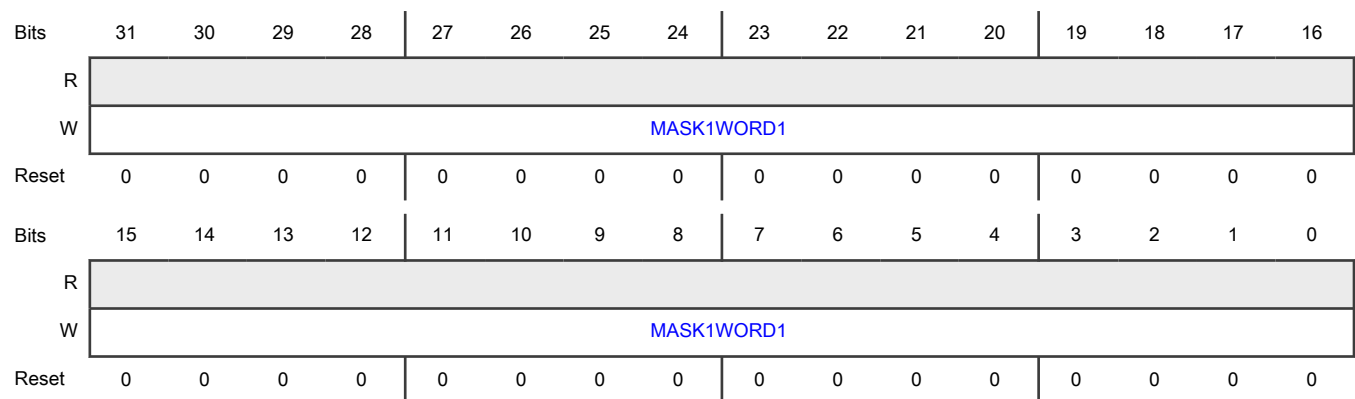 Bits 31 30 29 28 27 26 25 24 23 22 21 20 19 18 17 16
R
W MASK1WORD1
Reset 0 0 0 0 0 0 0 0 0 0 0 0 0 0 0 0
Bits 15 14 13 12 11 10 9 8 7 6 5 4 3 2 1 0
R
W MASK1WORD1
Reset 0 0 0 0 0 0 0 0 0 0 0 0 0 0 0 0